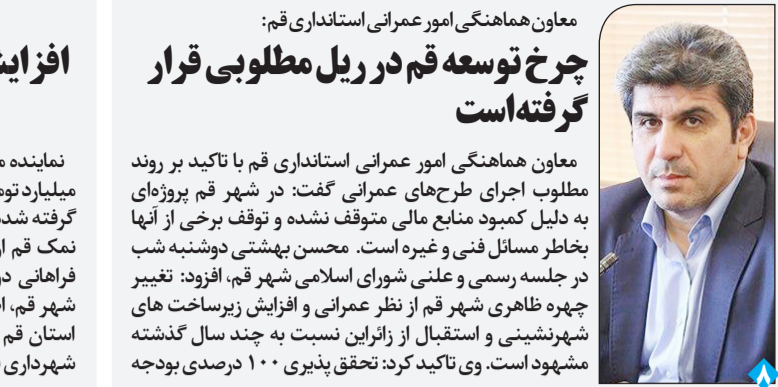 معاون هماهنگی امور عمرانی استانداری قم:
چرخ توسعه قم در ریل مطلوبی قرار
گرفته‌است
معاون هماهنگی امور عمرانی استانداری قم با تاکید بر روند
مطلوب اجرای طرح‌های عمرانی گفت: در شهر قم پروژه‌ای
به دلیل کمبود منابع مالی متوقف نشده و توقف برخی از آنها
بخاطر مسائل فنی و غیره است. محسن بهشتی دوشنبه شب
در جلسه رسمی و علنی شورای اسلامی شهر قم، افزود: تغییر
چهره ظاهری شهر قم از نظر عمرانی و افزایش زیرساخت های
شهرنشینی و استقبال از زائراین نسبت به چند سال گذشته
مشهود است. وی تاکید کرد: تحقق پذیری ۱۰۰ درصدی بودجه
افزایش
نماینده
میلیارد
گرفته شد
نمک قم از
فراهانی
شهر قم،
استان قم
شهرداری